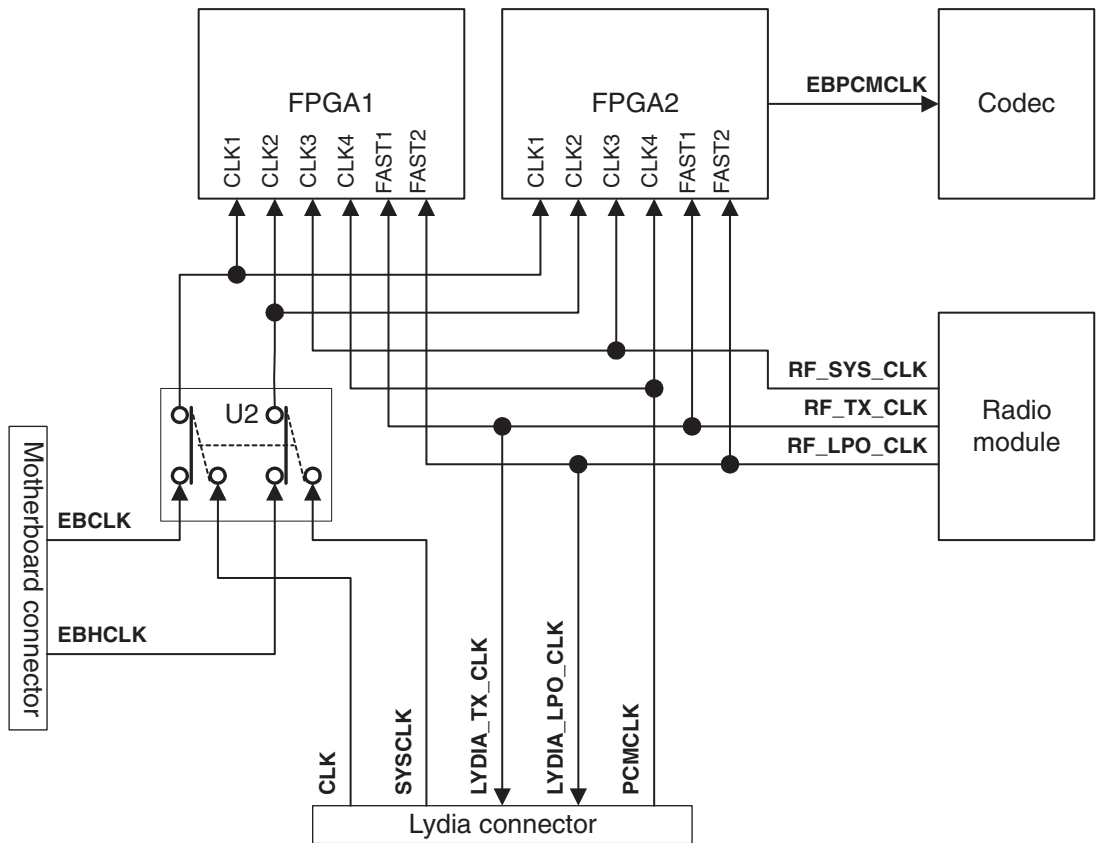 FPGA1
CLK1
CLK2
CLK3
CLK4
FAST1
FAST2
FPGA2
CLK1
CLK2
CLK3
CLK4
FAST1
FAST2
EBPCMCLK
Codec
RF_SYS_CLK
RF_TX_CLK
RF_LPO_CLK
Radio
module
U2
Motherboard connector
EBCLK
EBHCLK
CLK
SYSCLK
LYDIA_TX_CLK
LYDIA_LPO_CLK
PCMCLK
Lydia connector